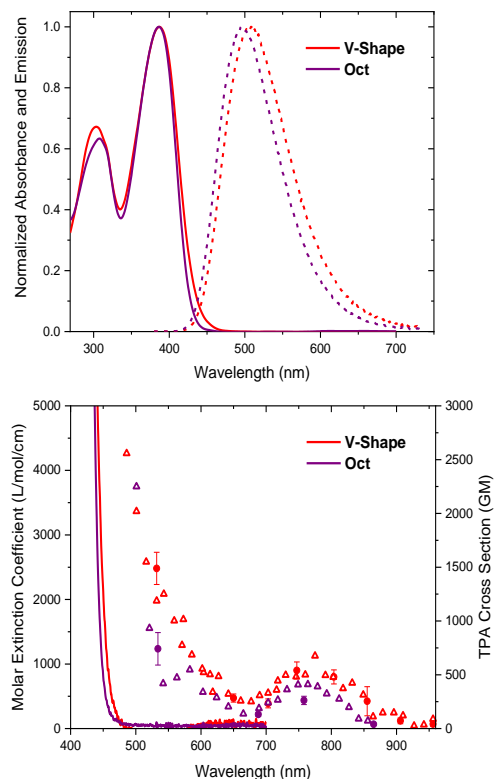 Normalized Absorbance and Emission
1.0
0.8
0.6
0.4
0.2
0.0
V-Shape
Oct
300 400 500 600 700
Wavelength (nm)
Molar Extinction Coefficient (L/mol/cm)
5000
4000
3000
2000
1000
0
V-Shape
Oct
3000
2500
2000
1500
1000
500
0
TPA Cross Section (GM)
400 500 600 700 800 900
Wavelength (nm)